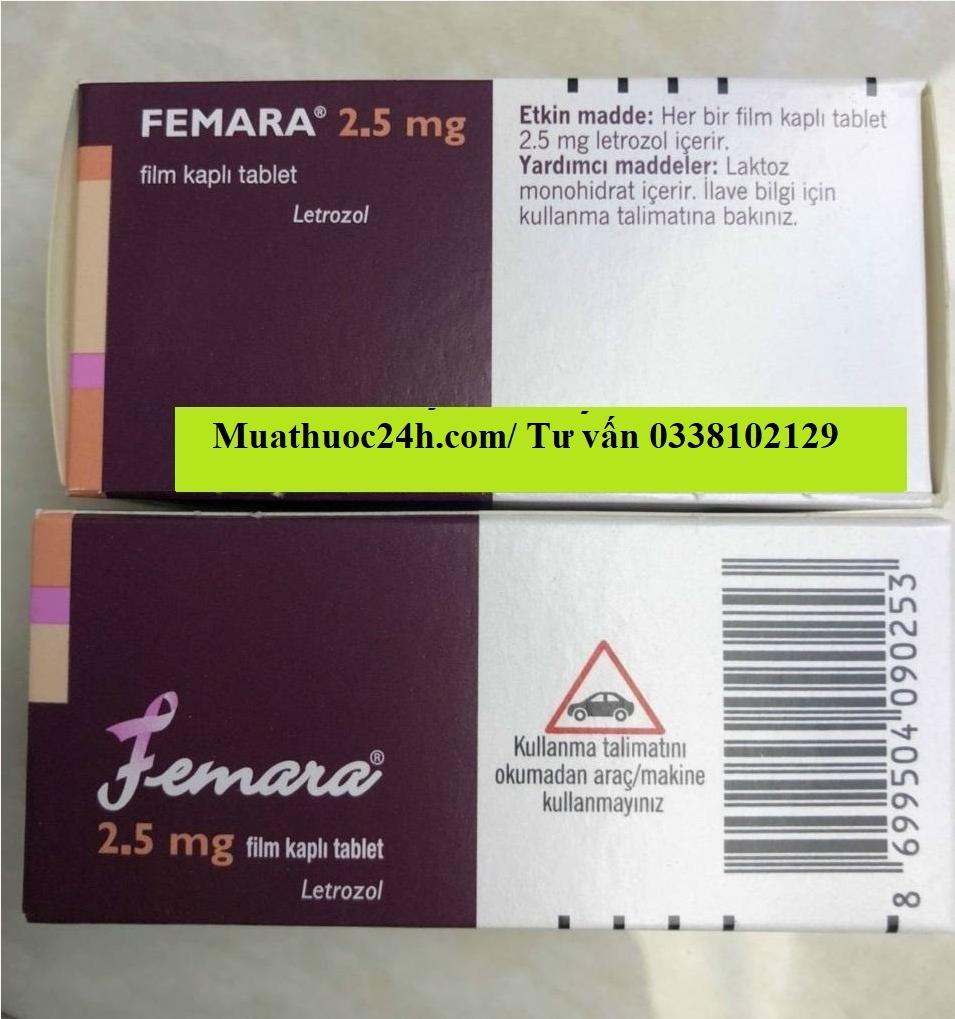 FEMARA® 2.5 mg
film kaplı tablet
Letrozol
Etkin madde: Her bir film kaplı tablet
2.5 mg letrozol içerir.
Yardımcı maddeler: Laktoz
monohidrat içerir. İlave bilgi için
kullanma talimatına bakınız.
Muathuoc24h.com/ Tư vấn 0338102129
Femara®
2.5 mg film kaplı tablet
Letrozol
Kullanma talimatını
okumadan araç/makine
kullanmayınız
8 699504 090253